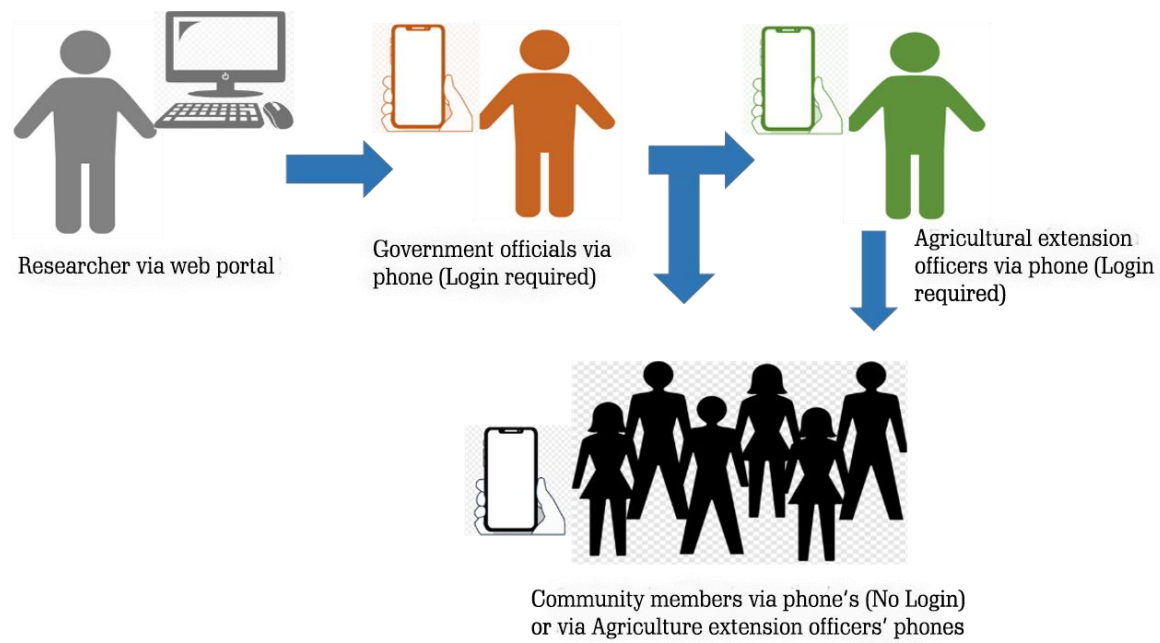 Researcher via web portal
Government officials via
phone (Login required)
Agricultural extension
officers via phone (Login
required)
Community members via phone's (No Login)
or via Agriculture extension officers' phones